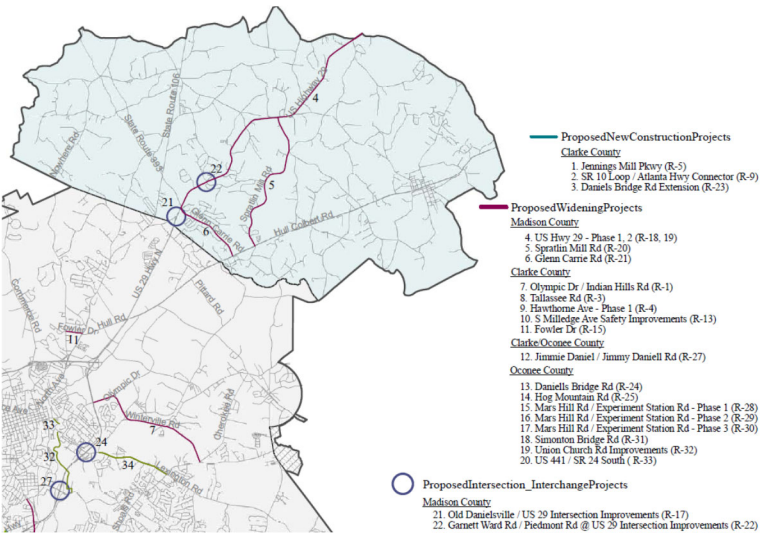 State Route 106
US Highway 29
4
Nowhere Rd
22
Spratlin Mill Rd
5
21
6
Hull Colbert Rd
US 29 Hwy N
Pittard Rd
Commerce Rd
Fowler Dr
Hull Rd
11
Olympic Dr
Winterville Rd
7
Cherokee Rd
33
24
32
34
Lexington Rd
27
ProposedNewConstructionProjects
Clarke County
1. Jennings Mill Pkwy (R-5)
2. SR 10 Loop / Atlanta Hwy Connector (R-9)
3. Daniels Bridge Rd Extension (R-23)
ProposedWideningProjects
Madison County
4. US Hwy 29 - Phase 1, 2 (R-18, 19)
5. Spratlin Mill Rd (R-20)
6. Glenn Carrie Rd (R-21)
Clarke County
7. Olympic Dr / Indian Hills Rd (R-1)
8. Tallassee Rd (R-3)
9. Hawthorne Ave - Phase 1 (R-4)
10. S Milledge Ave Safety Improvements (R-13)
11. Fowler Dr (R-15)
Clarke/Oconee County
12. Jimmie Daniel / Jimmy Daniell Rd (R-27)
Oconee County
13. Daniells Bridge Rd (R-24)
14. Hog Mountain Rd (R-25)
15. Mars Hill Rd / Experiment Station Rd - Phase 1 (R-28)
16. Mars Hill Rd / Experiment Station Rd - Phase 2 (R-29)
17. Mars Hill Rd / Experiment Station Rd - Phase 3 (R-30)
18. Simonton Bridge Rd (R-31)
19. Union Church Rd Improvements (R-32)
20. US 441 / SR 24 South ( R-33)
ProposedIntersection_InterchangeProjects
Madison County
21. Old Danielsville / US 29 Intersection Improvements (R-17)
22. Garnett Ward Rd / Piedmont Rd @ US 29 Intersection Improvements (R-22)